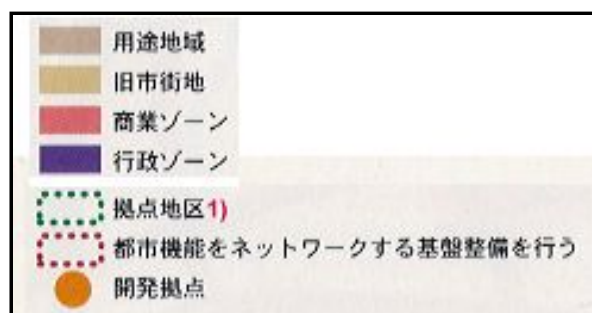 用途地域
旧市街地
商業ゾーン
行政ゾーン
拠点地区1)
都市機能をネットワークする基盤整備を行う
開発拠点